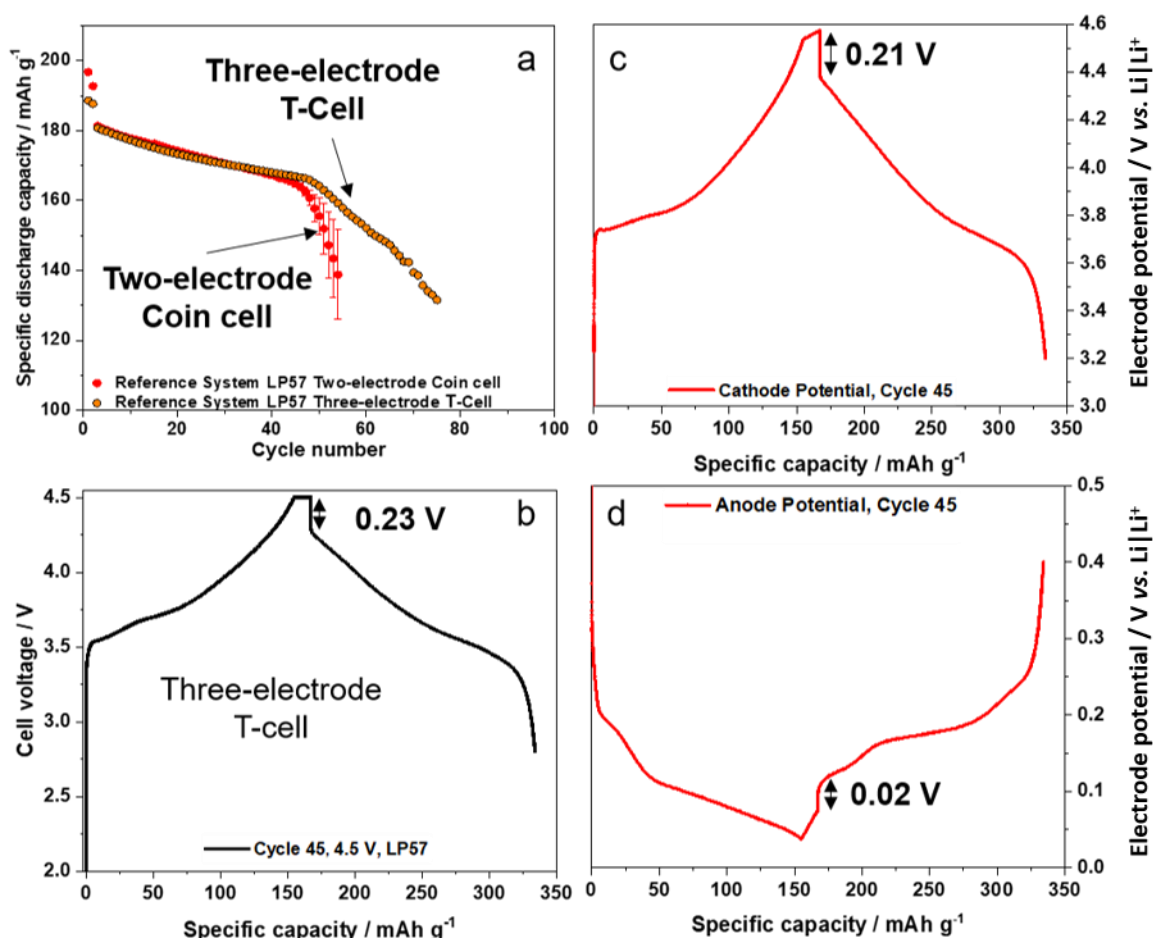 a
Three-electrode
T-Cell
Two-electrode
Coin cell
Reference System LP57 Two-electrode Coin cell
Reference System LP57 Three-electrode T-Cell
Specific discharge capacity / mAh g⁻¹
200
180
160
140
120
100
0 20 40 60 80 100
Cycle number
c
0.21 V
Cathode Potential, Cycle 45
4.6
4.4
4.2
4.0
3.8
3.6
3.4
3.2
3.0
Electrode potential / V vs. Li|Li⁺
0 50 100 150 200 250 300 350
Specific capacity / mAh g⁻¹
b
0.23 V
Three-electrode
T-cell
Cycle 45, 4.5 V, LP57
Cell voltage / V
4.5
4.0
3.5
3.0
2.5
2.0
0 50 100 150 200 250 300 350
Specific capacity / mAh g⁻¹
d
Anode Potential, Cycle 45
0.02 V
0.5
0.4
0.3
0.2
0.1
0.0
Electrode potential / V vs. Li|Li⁺
0 50 100 150 200 250 300 350
Specific capacity / mAh g⁻¹